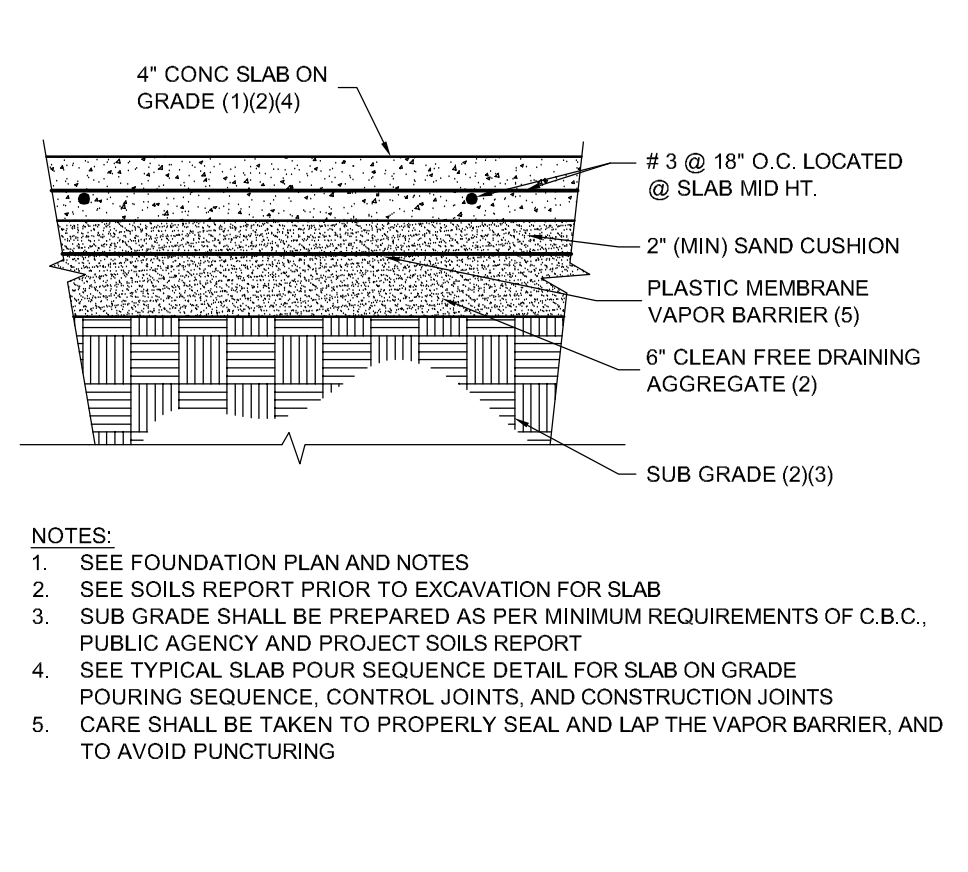 4" CONC SLAB ON
GRADE (1)(2)(4)
# 3 @ 18" O.C. LOCATED
@ SLAB MID HT.
2" (MIN) SAND CUSHION
PLASTIC MEMBRANE
VAPOR BARRIER (5)
6" CLEAN FREE DRAINING
AGGREGATE (2)
SUB GRADE (2)(3)
NOTES:
1. SEE FOUNDATION PLAN AND NOTES
2. SEE SOILS REPORT PRIOR TO EXCAVATION FOR SLAB
3. SUB GRADE SHALL BE PREPARED AS PER MINIMUM REQUIREMENTS OF C.B.C.,
PUBLIC AGENCY AND PROJECT SOILS REPORT
4. SEE TYPICAL SLAB POUR SEQUENCE DETAIL FOR SLAB ON GRADE
POURING SEQUENCE, CONTROL JOINTS, AND CONSTRUCTION JOINTS
5. CARE SHALL BE TAKEN TO PROPERLY SEAL AND LAP THE VAPOR BARRIER, AND
TO AVOID PUNCTURING